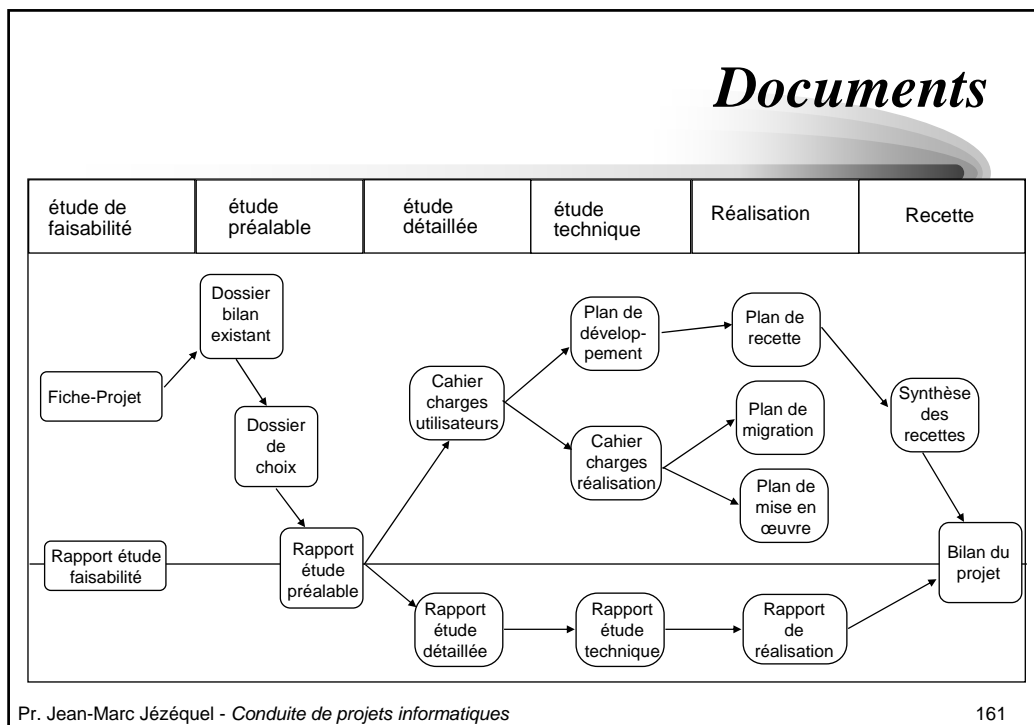 Documents
étude de
faisabilité
étude
préalable
étude
détaillée
étude
technique
Réalisation
Recette
Fiche-Projet
Rapport étude
faisabilité
Dossier
bilan
existant
Dossier
de
choix
Rapport
étude
préalable
Cahier
charges
utilisateurs
Rapport
étude
détaillée
Plan de
dévelop-
pement
Cahier
charges
réalisation
Rapport
étude
technique
Plan de
recette
Plan de
migration
Plan de
mise en
œuvre
Rapport
de
réalisation
Synthèse
des
recettes
Bilan du
projet
Pr. Jean-Marc Jézéquel - Conduite de projets informatiques
161